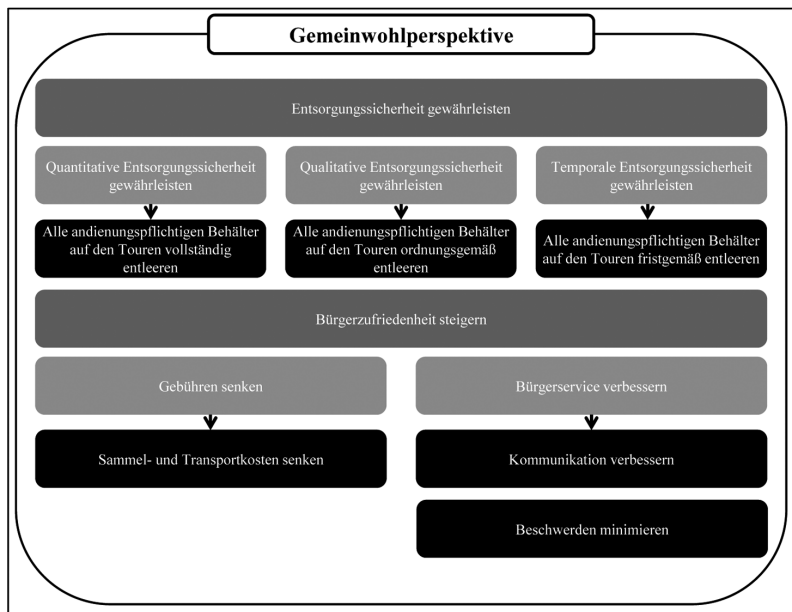 Gemeinwohlperspektive
Entsorgungssicherheit gewährleisten
Quantitative Entsorgungssicherheit
gewährleisten
Qualitative Entsorgungssicherheit
gewährleisten
Temporale Entsorgungssicherheit
gewährleisten
Alle andienungspflichtigen Behälter
auf den Touren vollständig
entleeren
Alle andienungspflichtigen Behälter
auf den Touren ordnungsgemäß
entleeren
Alle andienungspflichtigen Behälter
auf den Touren fristgemäß entleeren
Bürgerzufriedenheit steigern
Gebühren senken
Bürgerservice verbessern
Sammel- und Transportkosten senken
Kommunikation verbessern
Beschwerden minimieren